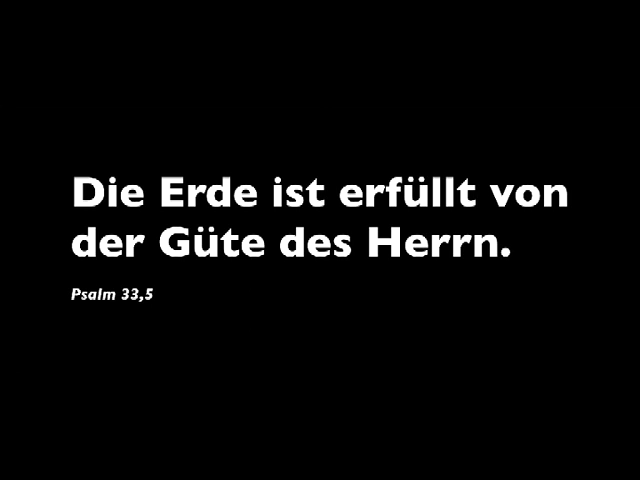 Die Erde ist erfüllt von
der Güte des Herrn.
Psalm 33,5